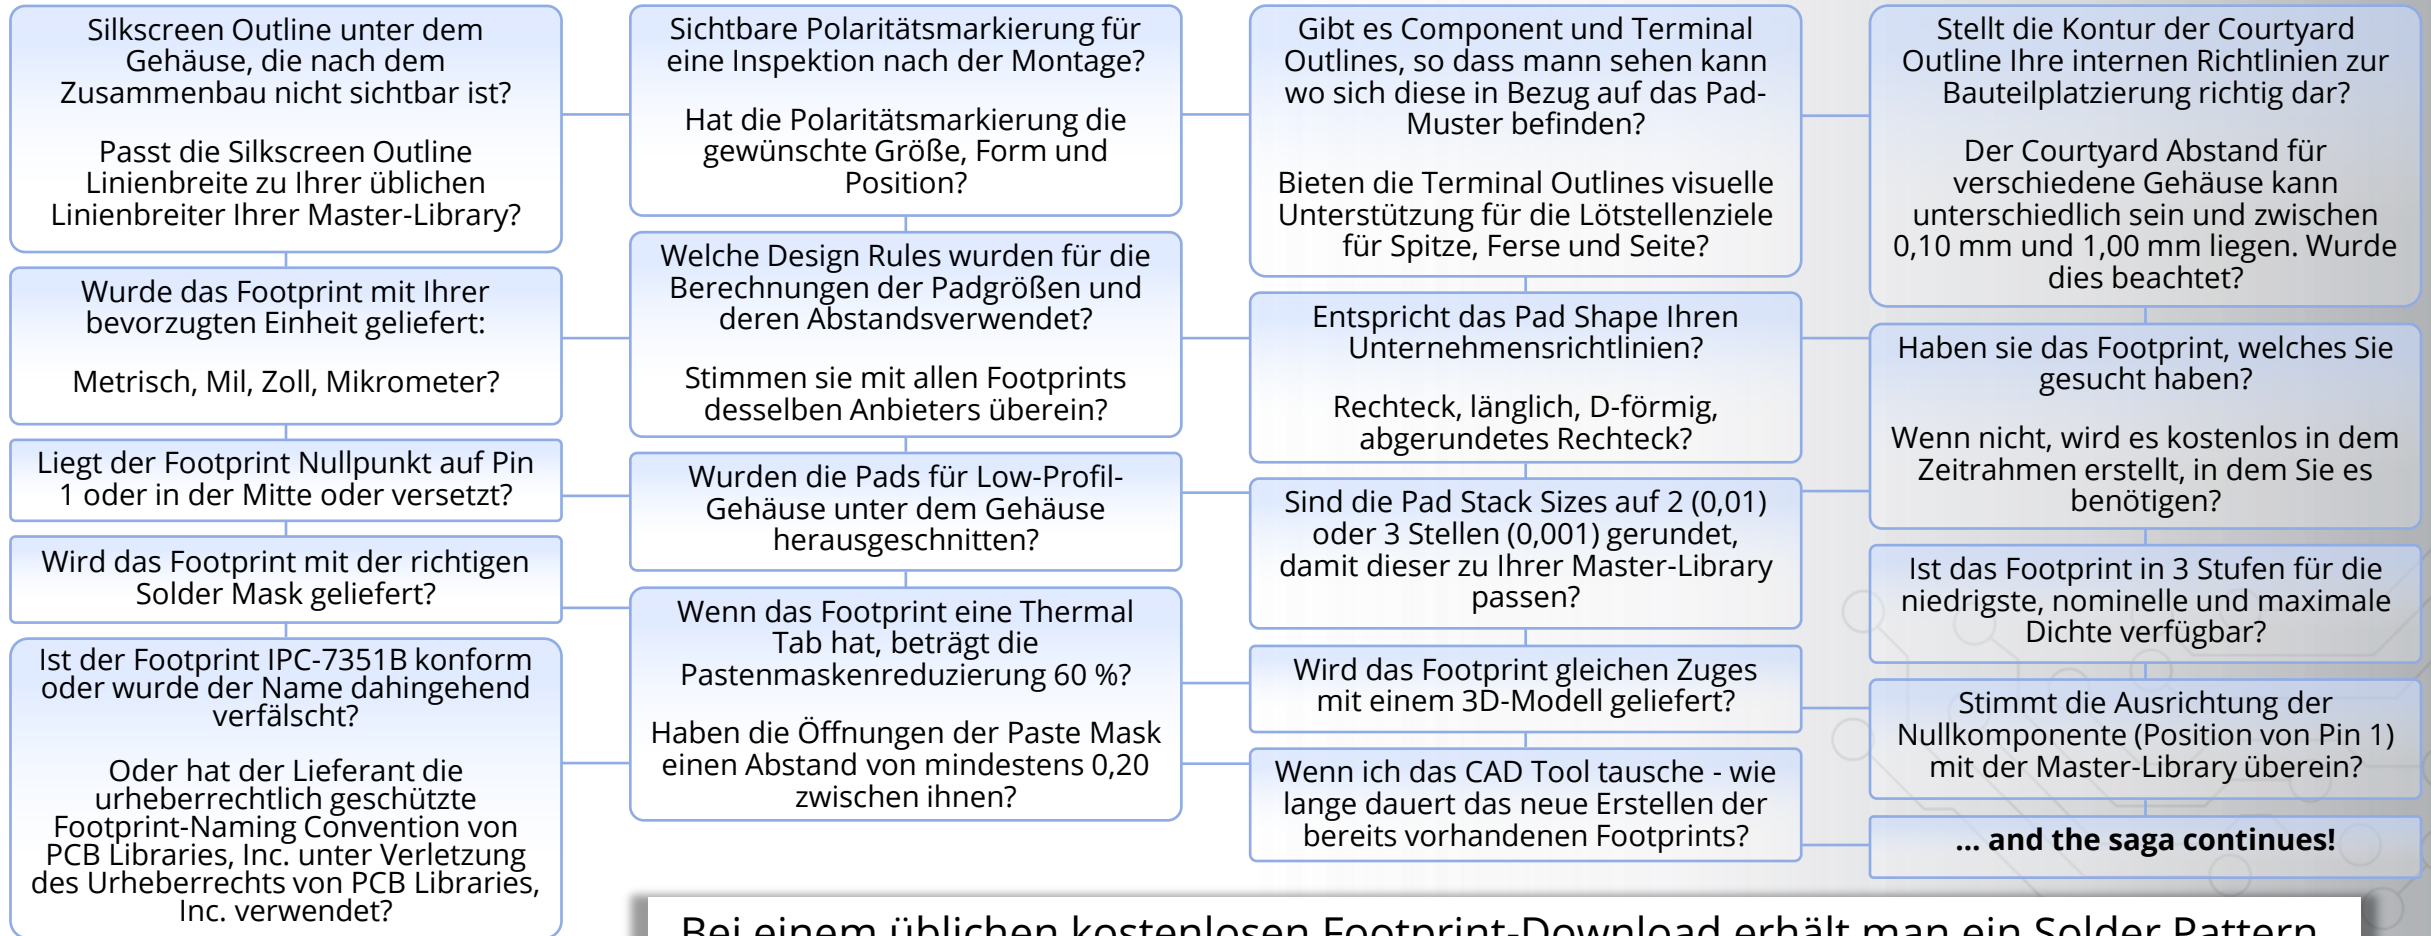 Silkscreen Outline unter dem
Gehäuse, die nach dem
Zusammenbau nicht sichtbar ist?
Passt die Silkscreen Outline
Linienbreite zu Ihrer üblichen
Linienbreiter Ihrer Master-Library?
Wurde das Footprint mit Ihrer
bevorzugten Einheit geliefert:
Metrisch, Mil, Zoll, Mikrometer?
Liegt der Footprint Nullpunkt auf Pin
1 oder in der Mitte oder versetzt?
Wird das Footprint mit der richtigen
Solder Mask geliefert?
Ist der Footprint IPC-7351B konform
oder wurde der Name dahingehend
verfälscht?
Oder hat der Lieferant die
urheberrechtlich geschützte
Footprint-Naming Convention von
PCB Libraries, Inc. unter Verletzung
des Urheberrechts von PCB Libraries,
Inc. verwendet?
Sichtbare Polaritätsmarkierung für
eine Inspektion nach der Montage?
Hat die Polaritätsmarkierung die
gewünschte Größe, Form und
Position?
Welche Design Rules wurden für die
Berechnungen der Padgrößen und
deren Abstandsverwendet?
Stimmen sie mit allen Footprints
desselben Anbieters überein?
Wurden die Pads für Low-Profil-
Gehäuse unter dem Gehäuse
herausgeschnitten?
Wenn das Footprint eine Thermal
Tab hat, beträgt die
Pastenmaskenreduzierung 60 %?
Haben die Öffnungen der Paste Mask
einen Abstand von mindestens 0,20
zwischen ihnen?
Gibt es Component und Terminal
Outlines, so dass mann sehen kann
wo sich diese in Bezug auf das Pad-
Muster befinden?
Bieten die Terminal Outlines visuelle
Unterstützung für die Lötstellenziele
für Spitze, Ferse und Seite?
Entspricht das Pad Shape Ihren
Unternehmensrichtlinien?
Rechteck, länglich, D-förmig,
abgerundetes Rechteck?
Sind die Pad Stack Sizes auf 2 (0,01)
oder 3 Stellen (0,001) gerundet,
damit dieser zu Ihrer Master-Library
passen?
Wird das Footprint gleichen Zuges
mit einem 3D-Modell geliefert?
Wenn ich das CAD Tool tausche - wie
lange dauert das neue Erstellen der
bereits vorhandenen Footprints?
Stellt die Kontur der Courtyard
Outline Ihre internen Richtlinien zur
Bauteilplatzierung richtig dar?
Der Courtyard Abstand für
verschiedene Gehäuse kann
unterschiedlich sein und zwischen
0,10 mm und 1,00 mm liegen. Wurde
dies beachtet?
Haben sie das Footprint, welches Sie
gesucht haben?
Wenn nicht, wird es kostenlos in dem
Zeitrahmen erstellt, in dem Sie es
benötigen?
Ist das Footprint in 3 Stufen für die
niedrigste, nominelle und maximale
Dichte verfügbar?
Stimmt die Ausrichtung der
Nullkomponente (Position von Pin 1)
mit der Master-Library überein?
... and the saga continues!
Bei einem üblichen kostenlosen Footprint-Download erhält man ein Solder Pattern